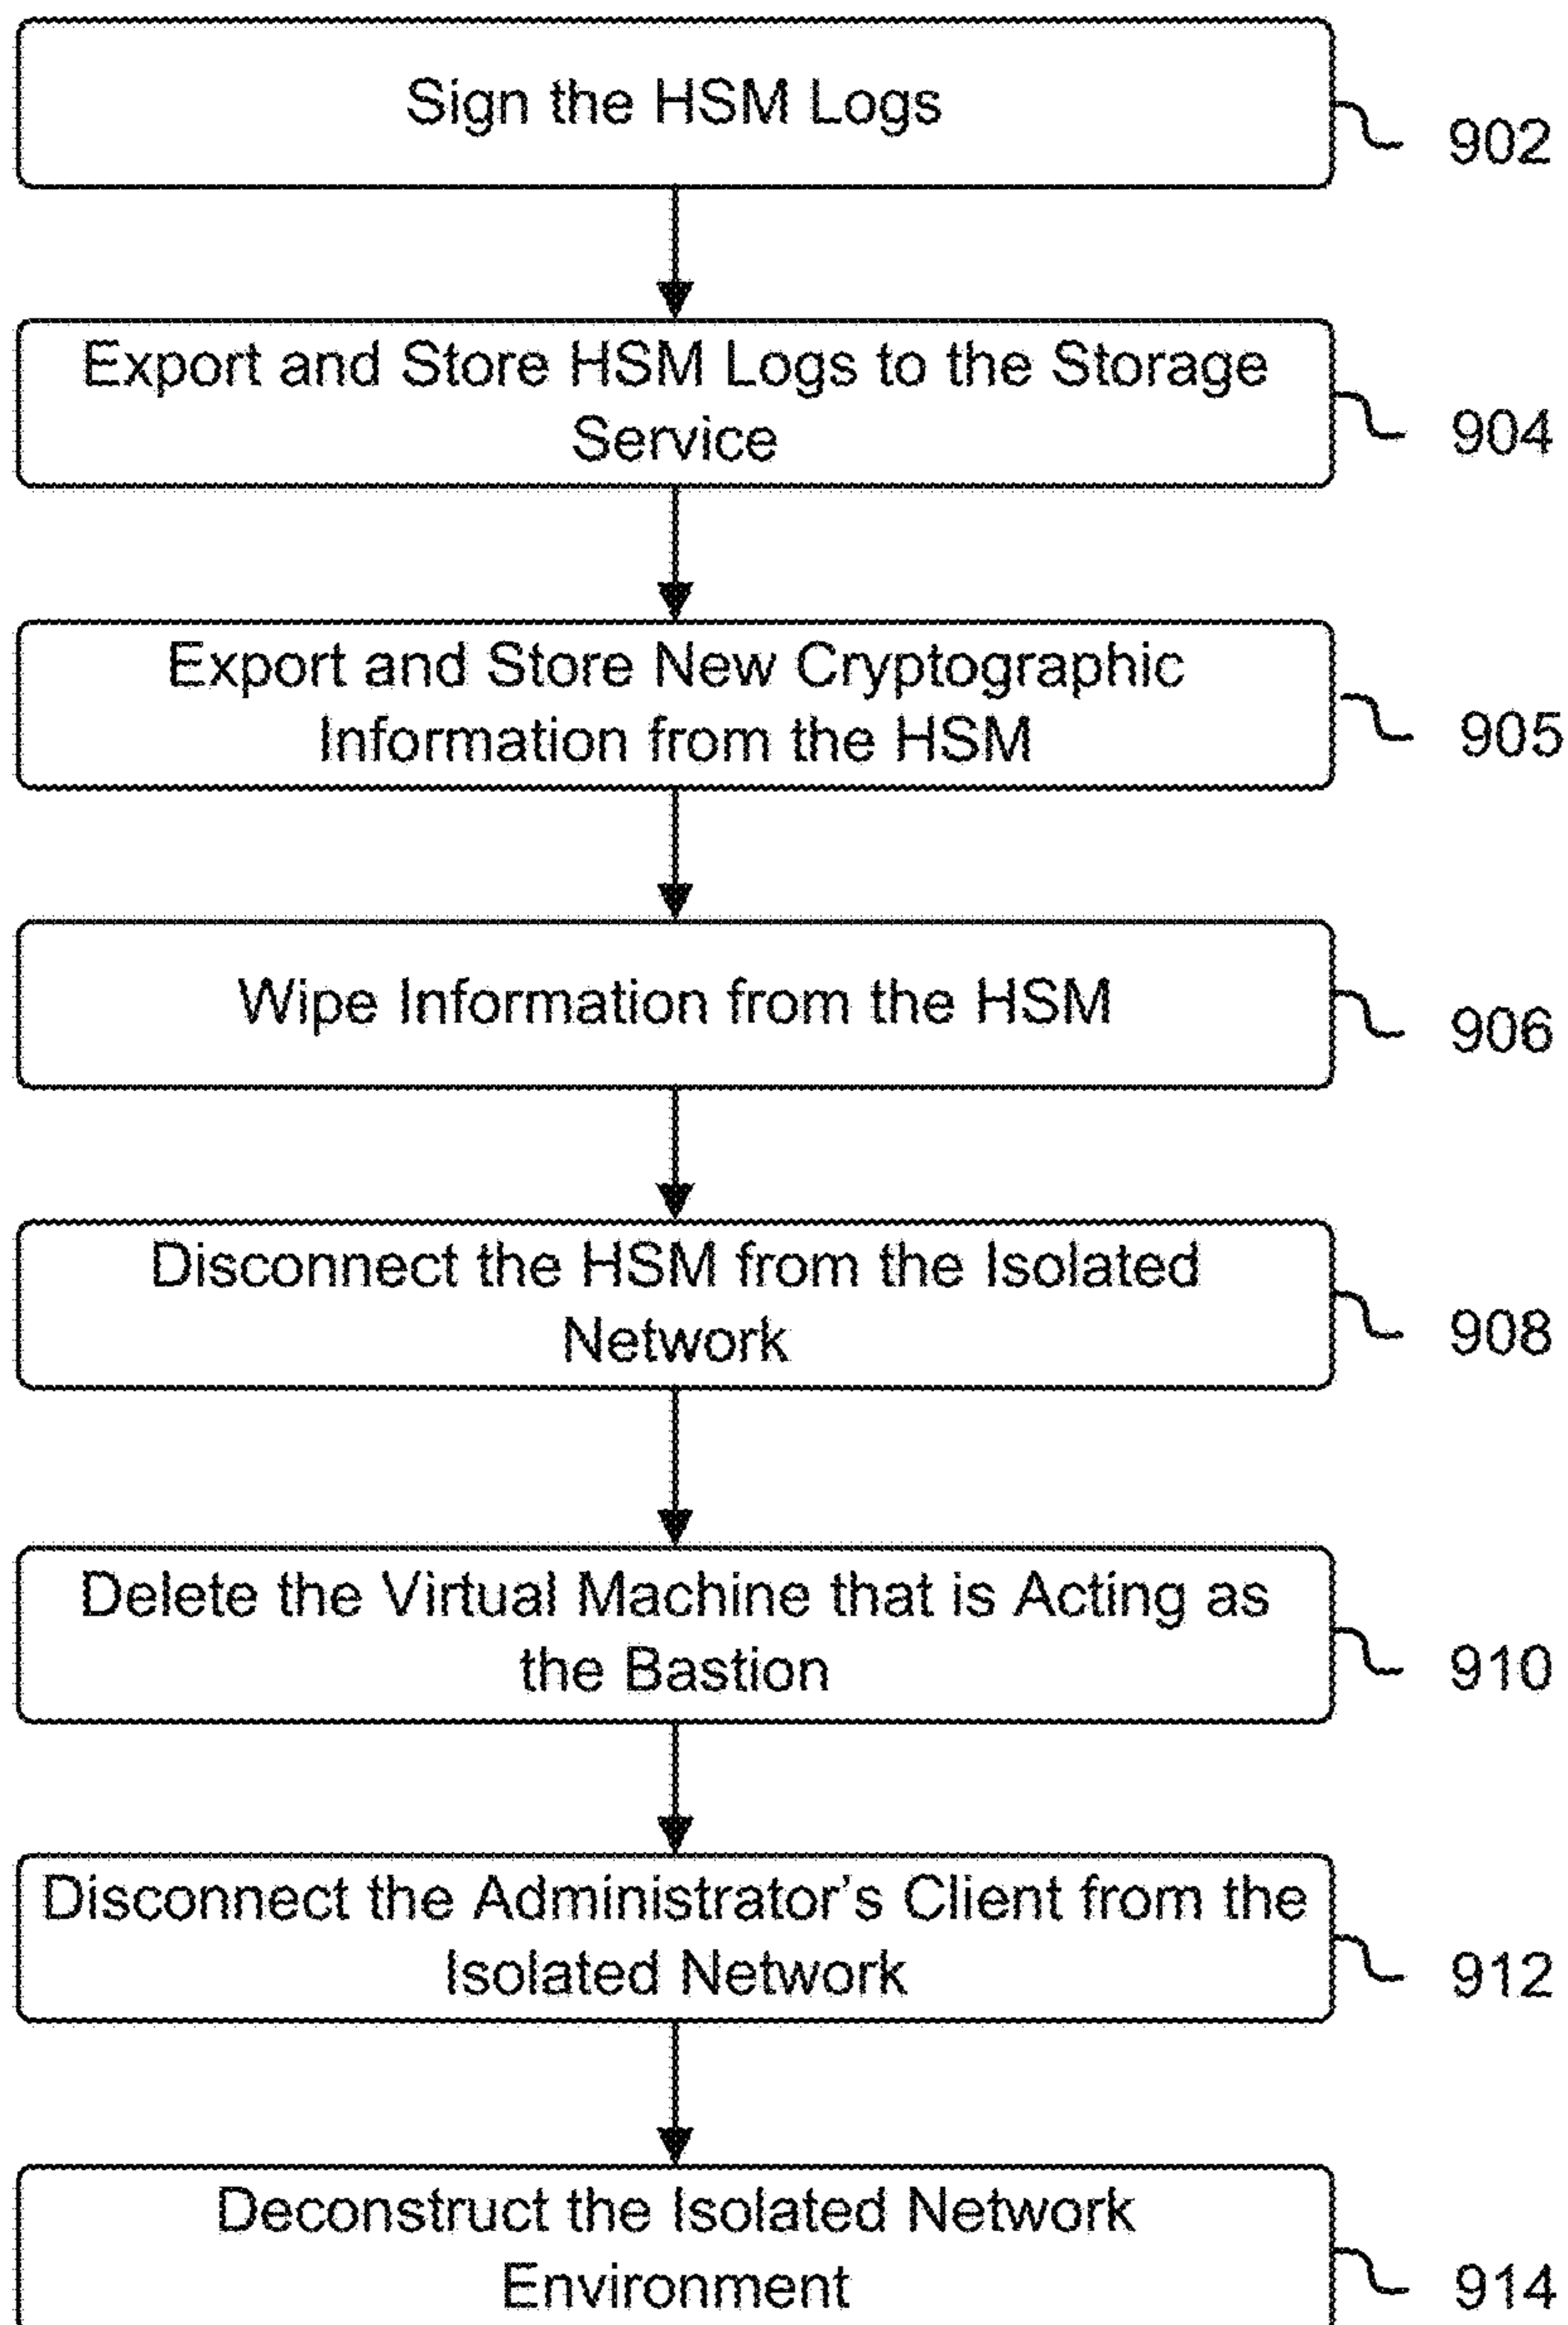 Sign the HSM Logs
902
Export and Store HSM Logs to the Storage
Service
904
Export and Store New Cryptographic
Information from the HSM
905
Wipe Information from the HSM
906
Disconnect the HSM from the Isolated
Network
908
Delete the Virtual Machine that is Acting as
the Bastion
910
Disconnect the Administrator's Client from the
Isolated Network
912
Deconstruct the Isolated Network
Environment
914